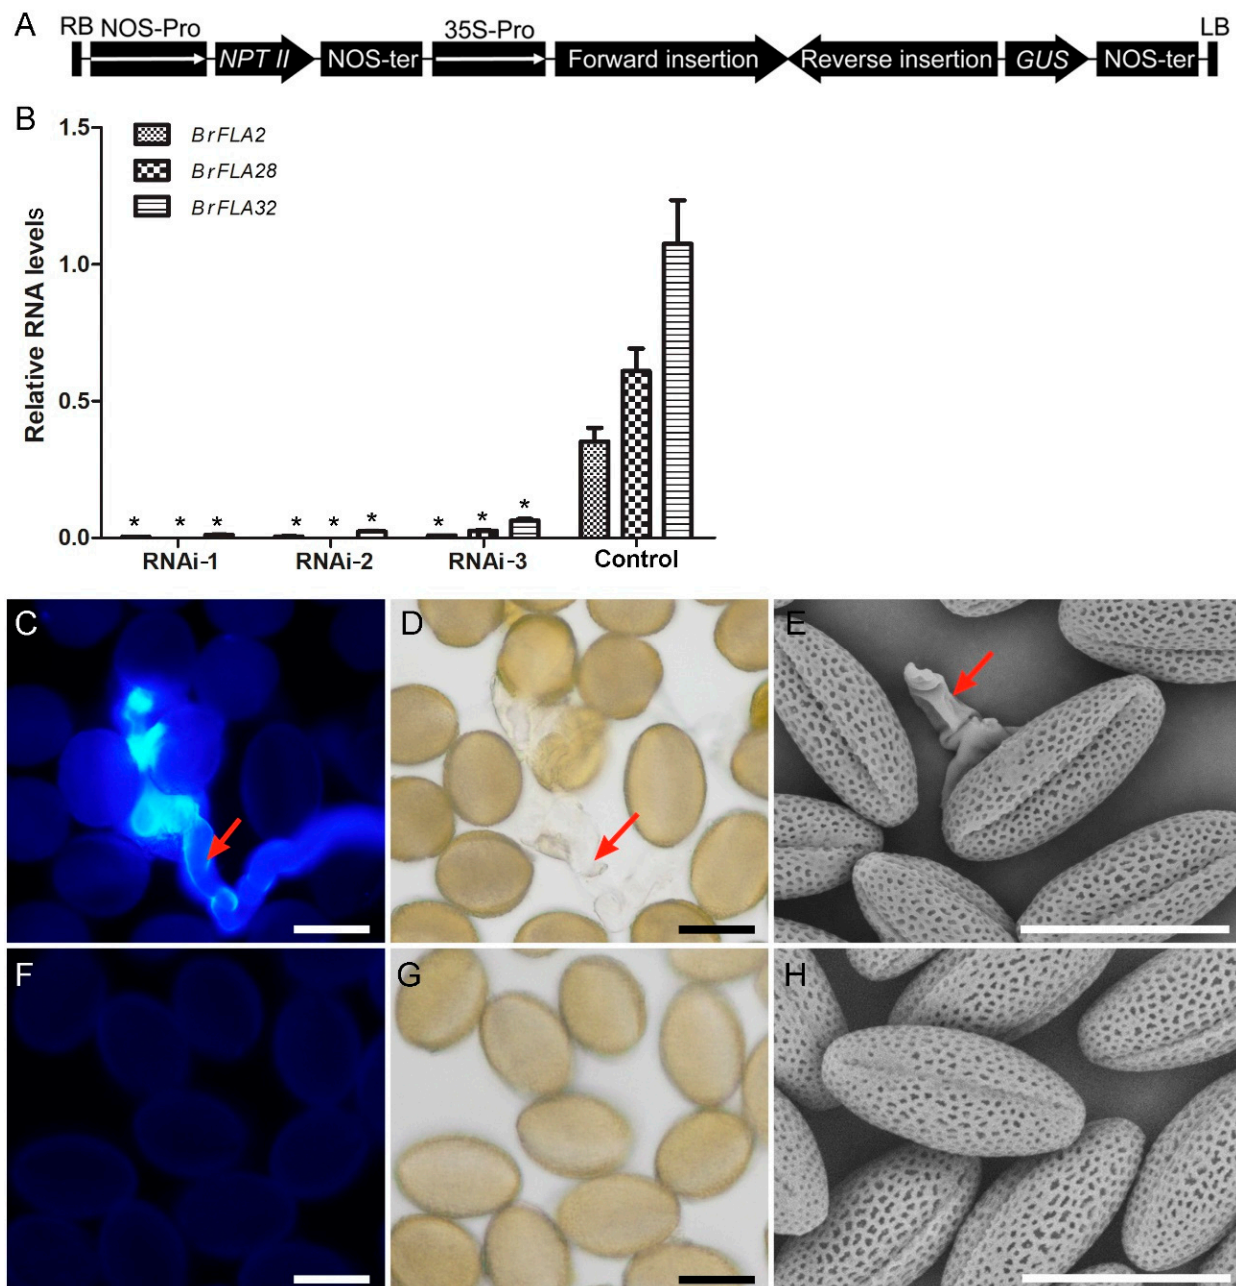 A
RB NOS-Pro 35S-Pro LB
NPT II NOS-ter Forward insertion Reverse insertion GUS NOS-ter
B
Relative RNA levels
1.5
1.0
0.5
0.0
BrFLA2
BrFLA28
BrFLA32
* * * * * * * * *
RNAi-1 RNAi-2 RNAi-3 Control
C D E
F G H